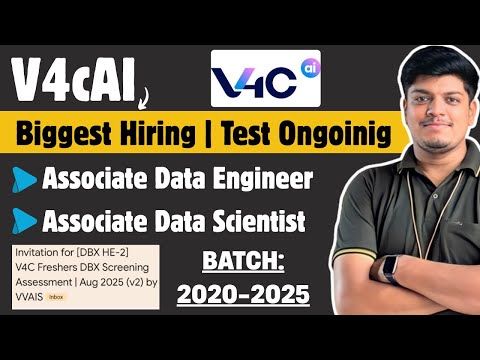 V4cAI
V4C ai
Biggest Hiring | Test Ongoinig
Associate Data Engineer
Associate Data Scientist
Invitation for [DBX HE-2]
V4C Freshers DBX Screening
Assessment | Aug 2025 (v2) by
VVAIS Inbox
BATCH:
2020-2025